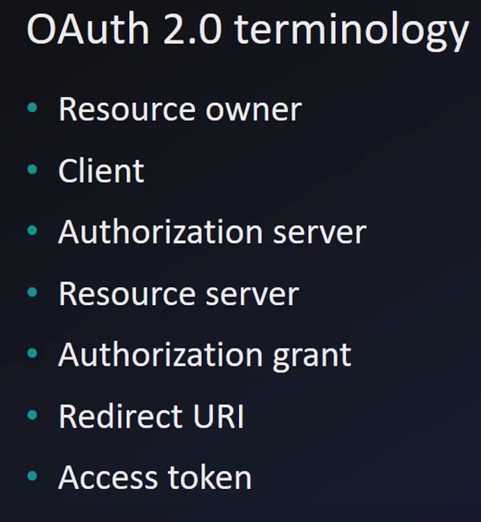 OAuth 2.0 terminology
Resource owner
Client
Authorization server
Resource server
Authorization grant
Redirect URI
Access token